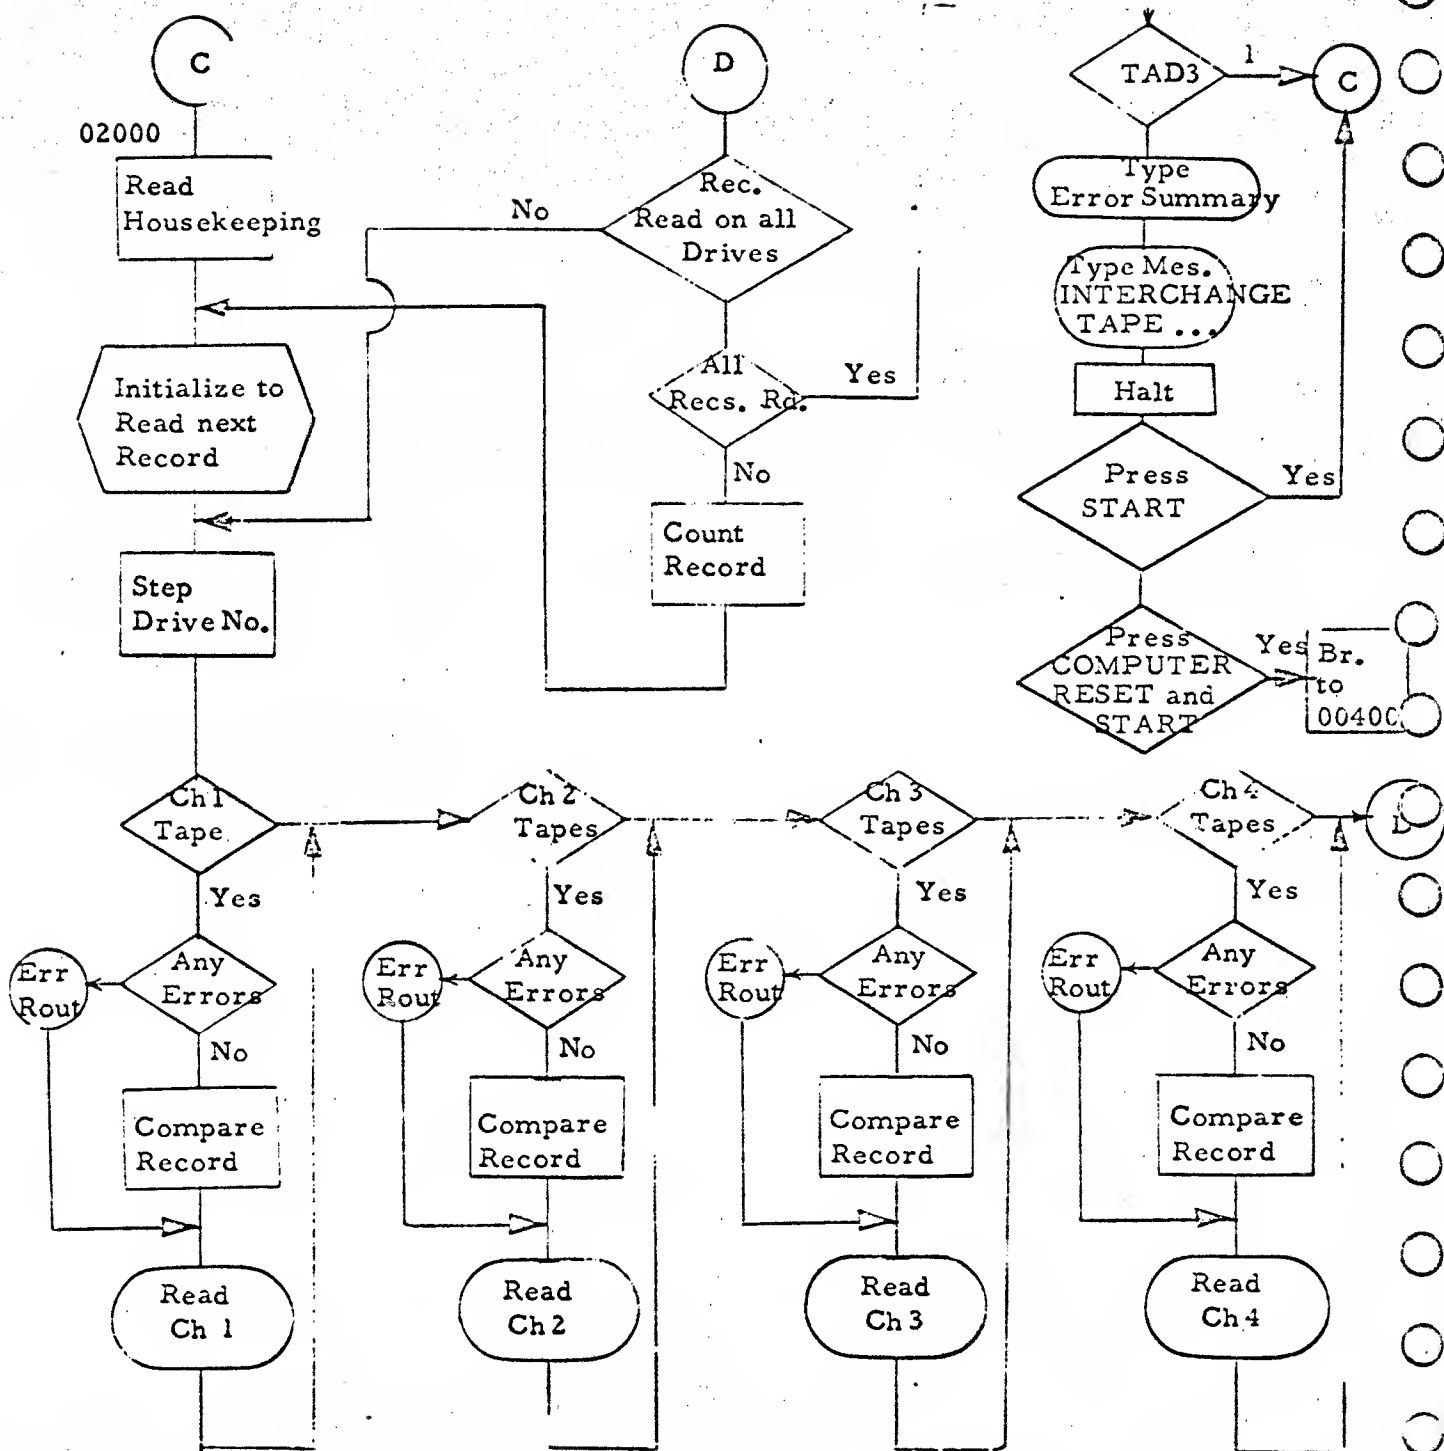 C
02000
Read
Housekeeping
Initialize to
Read next
Record
Step
Drive No.
D
Rec.
Read on all
Drives
No
All
Recs. Rd.
Yes
No
Count
Record
TAD3
1
C
Type
Error Summary
Type Mes.
INTERCHANGE
TAPE ...
Halt
Press
START
Yes
Press
COMPUTER
RESET and
START
Yes
Br.
to
00400
Ch 1
Tape
Yes
Any
Errors
Err
Rout
No
Compare
Record
Read
Ch 1
Ch 2
Tapes
Yes
Any
Errors
Err
Rout
No
Compare
Record
Read
Ch 2
Ch 3
Tapes
Yes
Any
Errors
Err
Rout
No
Compare
Record
Read
Ch 3
Ch 4
Tapes
D
Yes
Any
Errors
Err
Rout
No
Compare
Record
Read
Ch 4